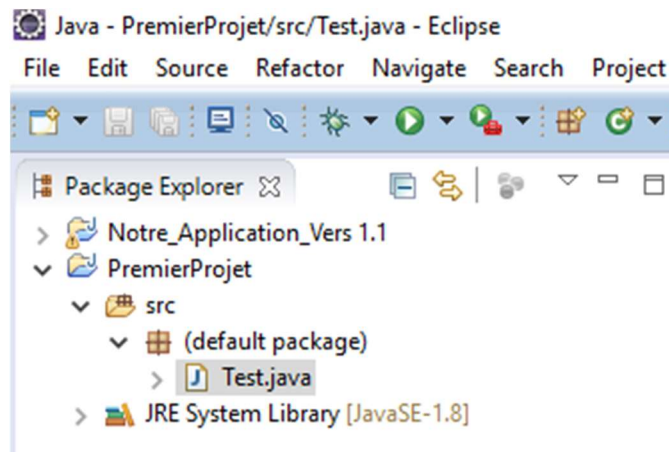 Java - PremierProjet/src/Test.java - Eclipse
File Edit Source Refactor Navigate Search Project
Package Explorer
Notre_Application_Vers 1.1
PremierProjet
src
(default package)
Test.java
JRE System Library [JavaSE-1.8]